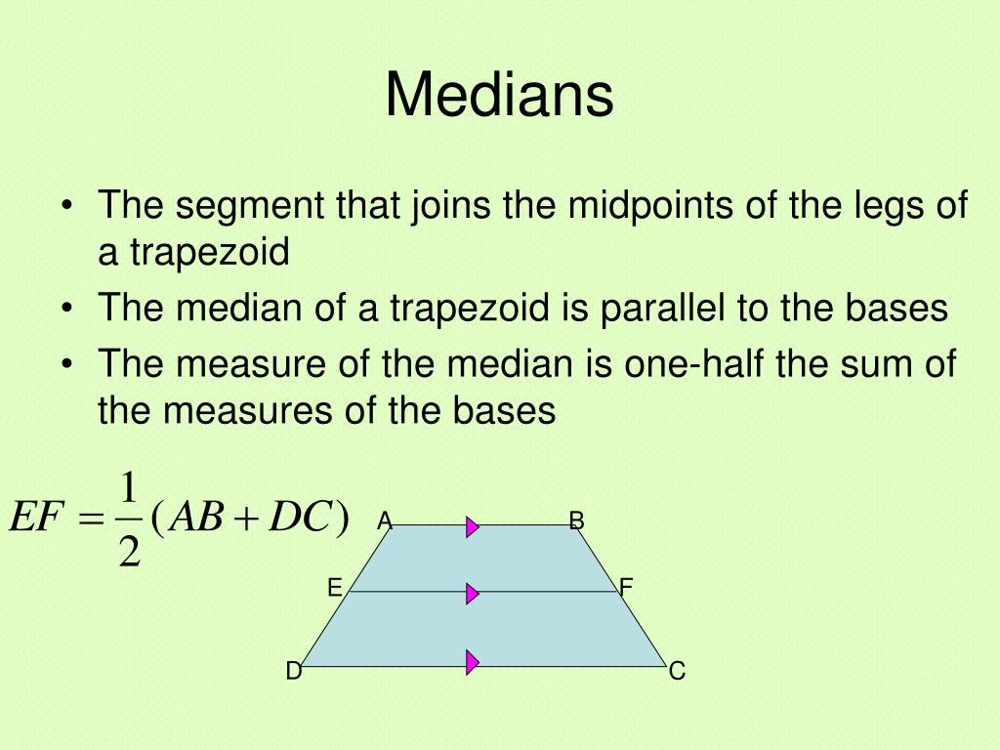 Medians
• The segment that joins the midpoints of the legs of
a trapezoid
• The median of a trapezoid is parallel to the bases
• The measure of the median is one-half the sum of
the measures of the bases
EF = 1/2 (AB + DC)
A B
E F
D C